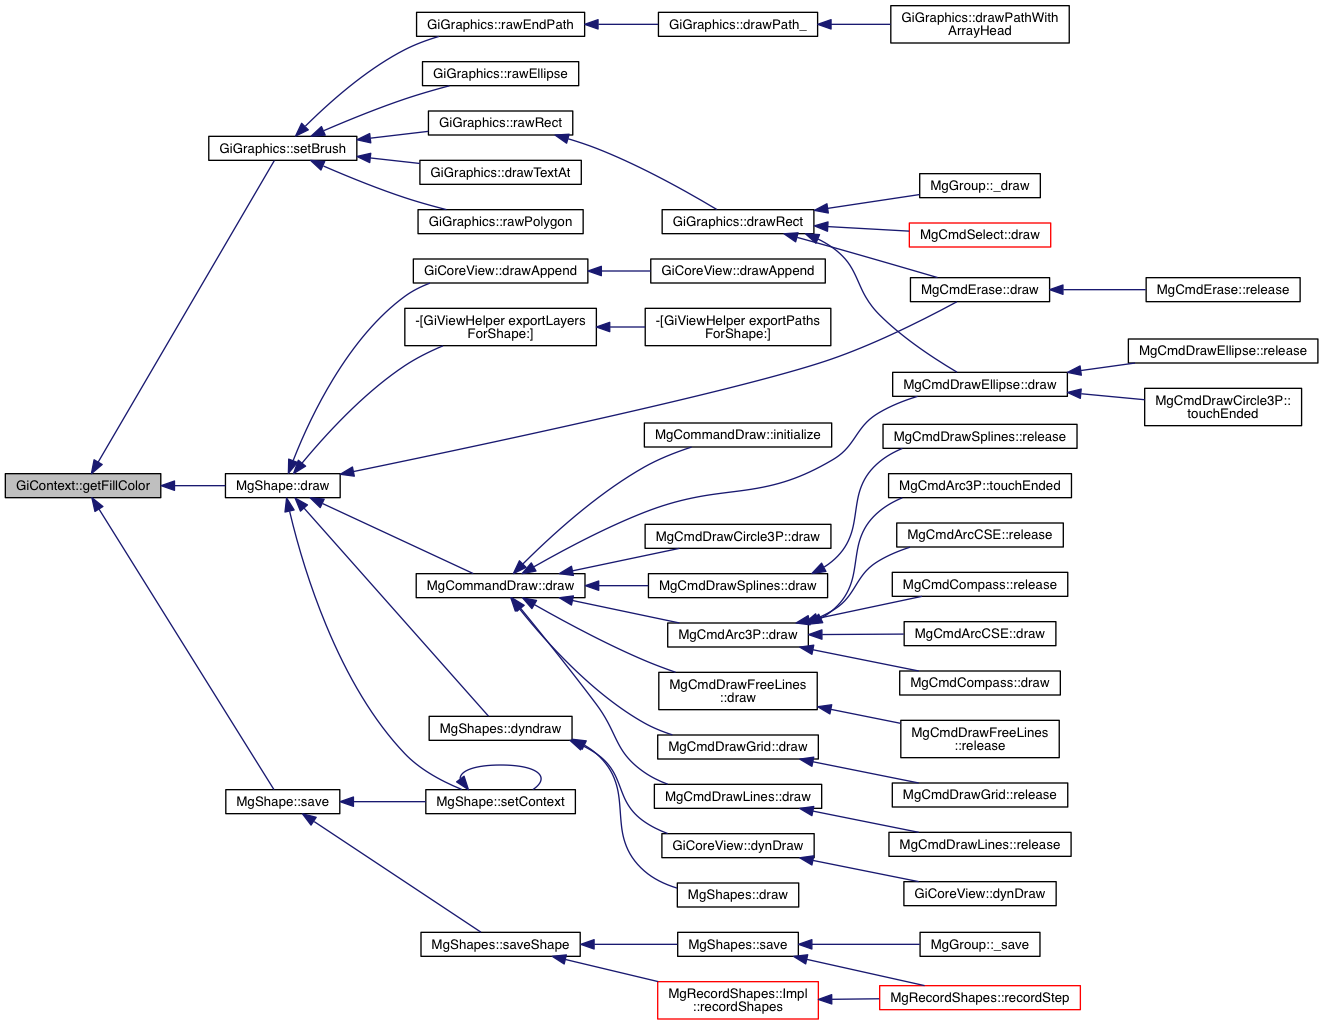 GiContext::getFillColor
GiGraphics::setBrush
MgShape::draw
MgShape::save
GiGraphics::rawEndPath
GiGraphics::rawEllipse
GiGraphics::rawRect
GiGraphics::drawTextAt
GiGraphics::rawPolygon
GiCoreView::drawAppend
-[GiViewHelper exportLayers
ForShape:]
MgCommandDraw::draw
MgShapes::dyndraw
MgShape::setContext
MgShapes::saveShape
GiGraphics::drawPath_
GiGraphics::drawRect
GiCoreView::drawAppend
-[GiViewHelper exportPaths
ForShape:]
MgCommandDraw::initialize
MgCmdDrawCircle3P::draw
MgCmdDrawSplines::draw
MgCmdArc3P::draw
MgCmdDrawFreeLines
::draw
MgCmdDrawGrid::draw
MgCmdDrawLines::draw
GiCoreView::dynDraw
MgShapes::draw
MgShapes::save
MgRecordShapes::Impl
::recordShapes
GiGraphics::drawPathWith
ArrayHead
MgGroup::_draw
MgCmdSelect::draw
MgCmdErase::draw
MgCmdDrawEllipse::draw
MgCmdDrawSplines::release
MgCmdArc3P::touchEnded
MgCmdArcCSE::release
MgCmdCompass::release
MgCmdArcCSE::draw
MgCmdCompass::draw
MgCmdDrawFreeLines
::release
MgCmdDrawGrid::release
MgCmdDrawLines::release
GiCoreView::dynDraw
MgGroup::_save
MgRecordShapes::recordStep
MgCmdErase::release
MgCmdDrawEllipse::release
MgCmdDrawCircle3P::
touchEnded